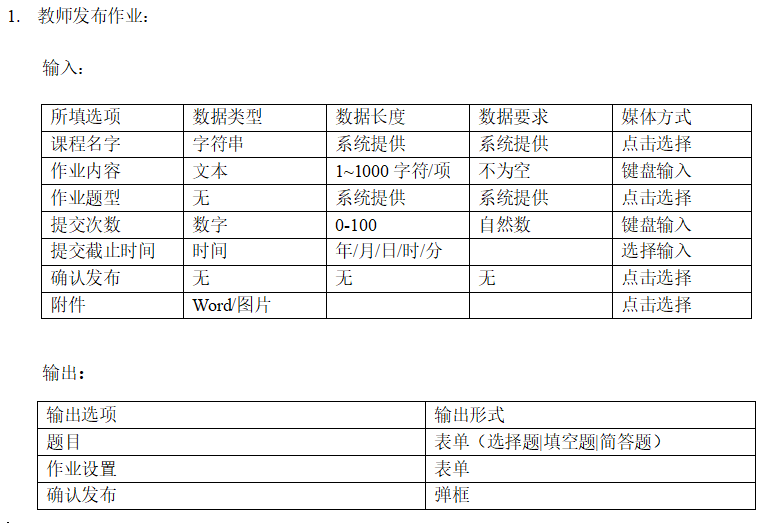 1. 教师发布作业：
输入：
所填选项 数据类型 数据长度 数据要求 媒体方式
课程名字 字符串 系统提供 系统提供 点击选择
作业内容 文本 1~1000 字符/项 不为空 键盘输入
作业题型 无 系统提供 系统提供 点击选择
提交次数 数字 0-100 自然数 键盘输入
提交截止时间 时间 年/月/日/时/分 选择输入
确认发布 无 无 无 点击选择
附件 Word/图片 点击选择
输出：
输出选项 输出形式
题目 表单（选择题|填空题|简答题）
作业设置 表单
确认发布 弹框